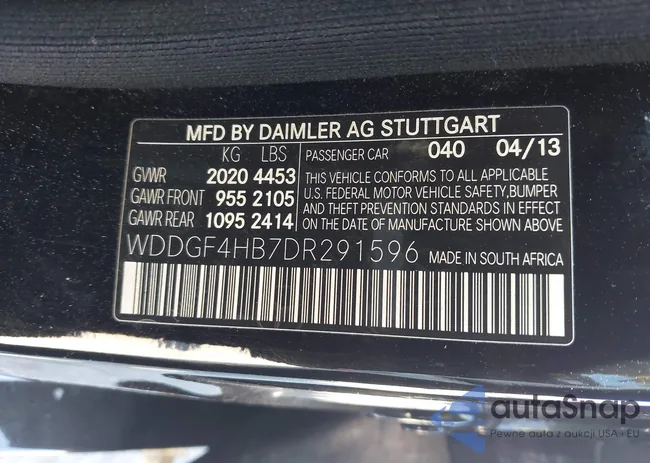 MFD BY DAIMLER AG STUTTGART
KG LBS
GVWR 2020 4453
GAWR FRONT 955 2105
GAWR REAR 1095 2414
PASSENGER CAR 040 04/13
THIS VEHICLE CONFORMS TO ALL APPLICABLE
U.S. FEDERAL MOTOR VEHICLE SAFETY,BUMPER
AND THEFT PREVENTION STANDARDS IN EFFECT
ON THE DATE OF MANUFACTURE SHOWN ABOVE.
WDDGF4HB7DR291596 MADE IN SOUTH AFRICA
autaSnap
Pewne auta z aukcji USA i EU